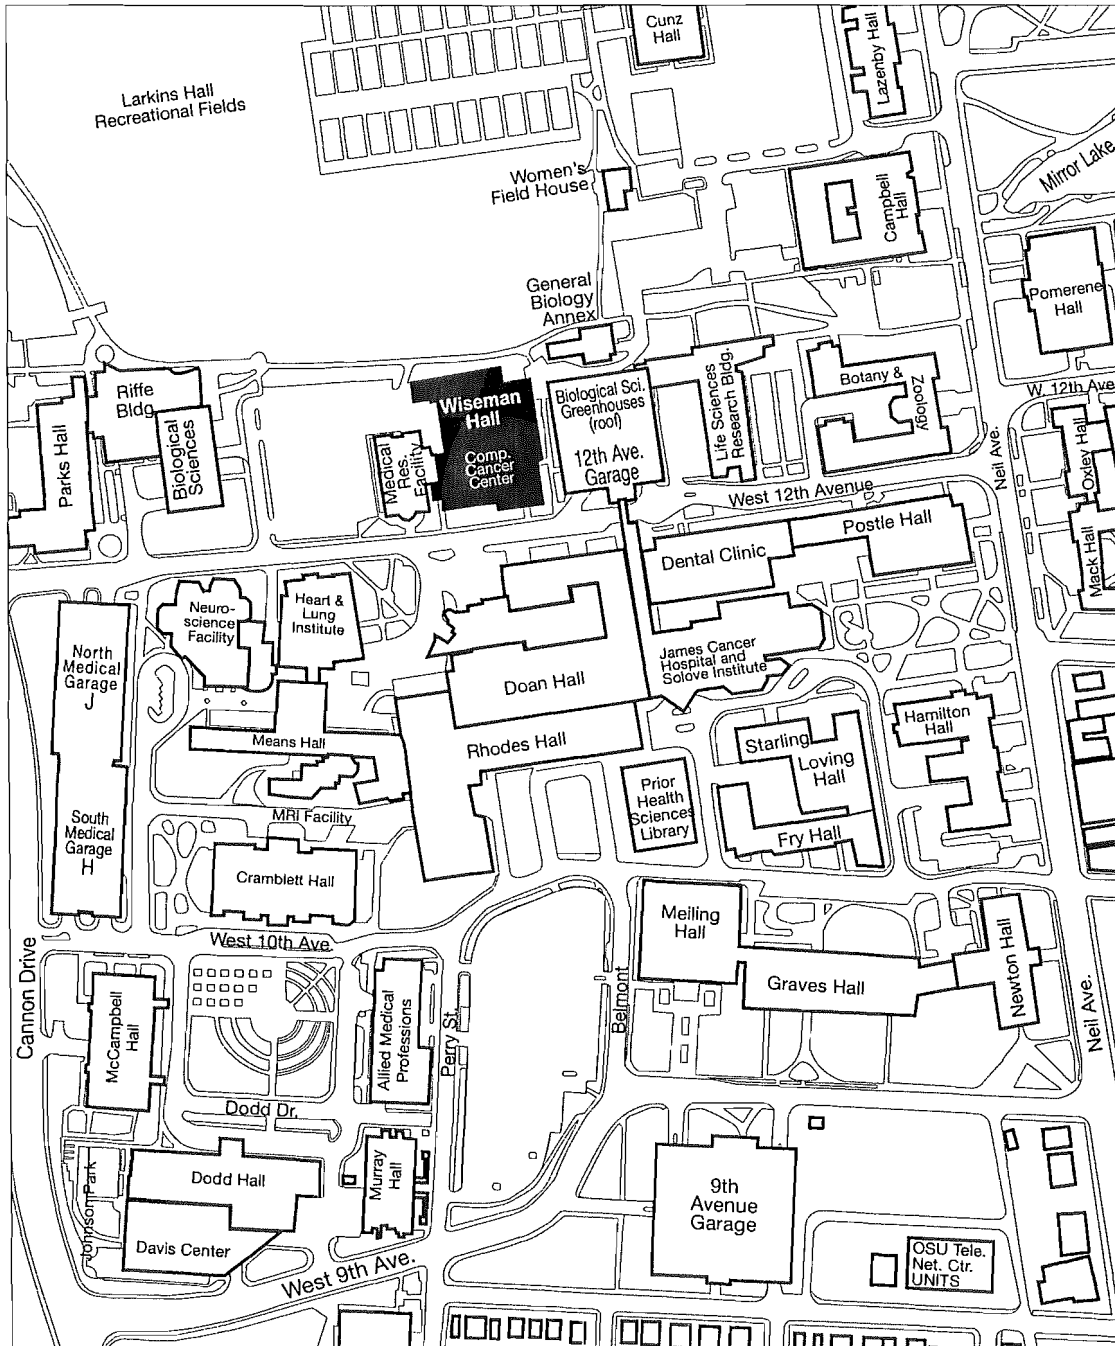 Cunz
Hall
Lazenby Hall
Larkins Hall
Recreational Fields
Women's
Field House
Campbell
Hall
Mirror Lake
General
Biology
Annex
Pomerene
Hall
Riffe
Bldg.
Wiseman
Hall
Comp.
Cancer
Center
Biological Sci.
Greenhouses
(roof)
12th Ave.
Garage
Life Sciences
Research Bldg.
Botany &
Zoology
W. 12th Ave
Parks Hall
Biological
Sciences
Medical
Res.
Facility
Neil Ave.
Oxley Hall
West 12th Avenue
Postle Hall
Dental Clinic
Mack Hall
Neuro-
science
Facility
Heart &
Lung
Institute
North
Medical
Garage
J
James Cancer
Hospital and
Solove Institute
Doan Hall
Means Hall
Rhodes Hall
Starling
Loving
Hall
Hamilton
Hall
Prior
Health
Sciences
Library
MRI Facility
South
Medical
Garage
H
Fry Hall
Cramblett Hall
Meiling
Hall
West 10th Ave.
Newton Hall
Graves Hall
Cannon Drive
McCampbell
Hall
Allied Medical
Professions
Perry St.
Belmont
Neil Ave.
Dodd Dr.
Dodd Hall
Murray
Hall
Johnson Park
9th
Avenue
Garage
Davis Center
West 9th Ave.
OSU Tele.
Net. Ctr.
UNITS